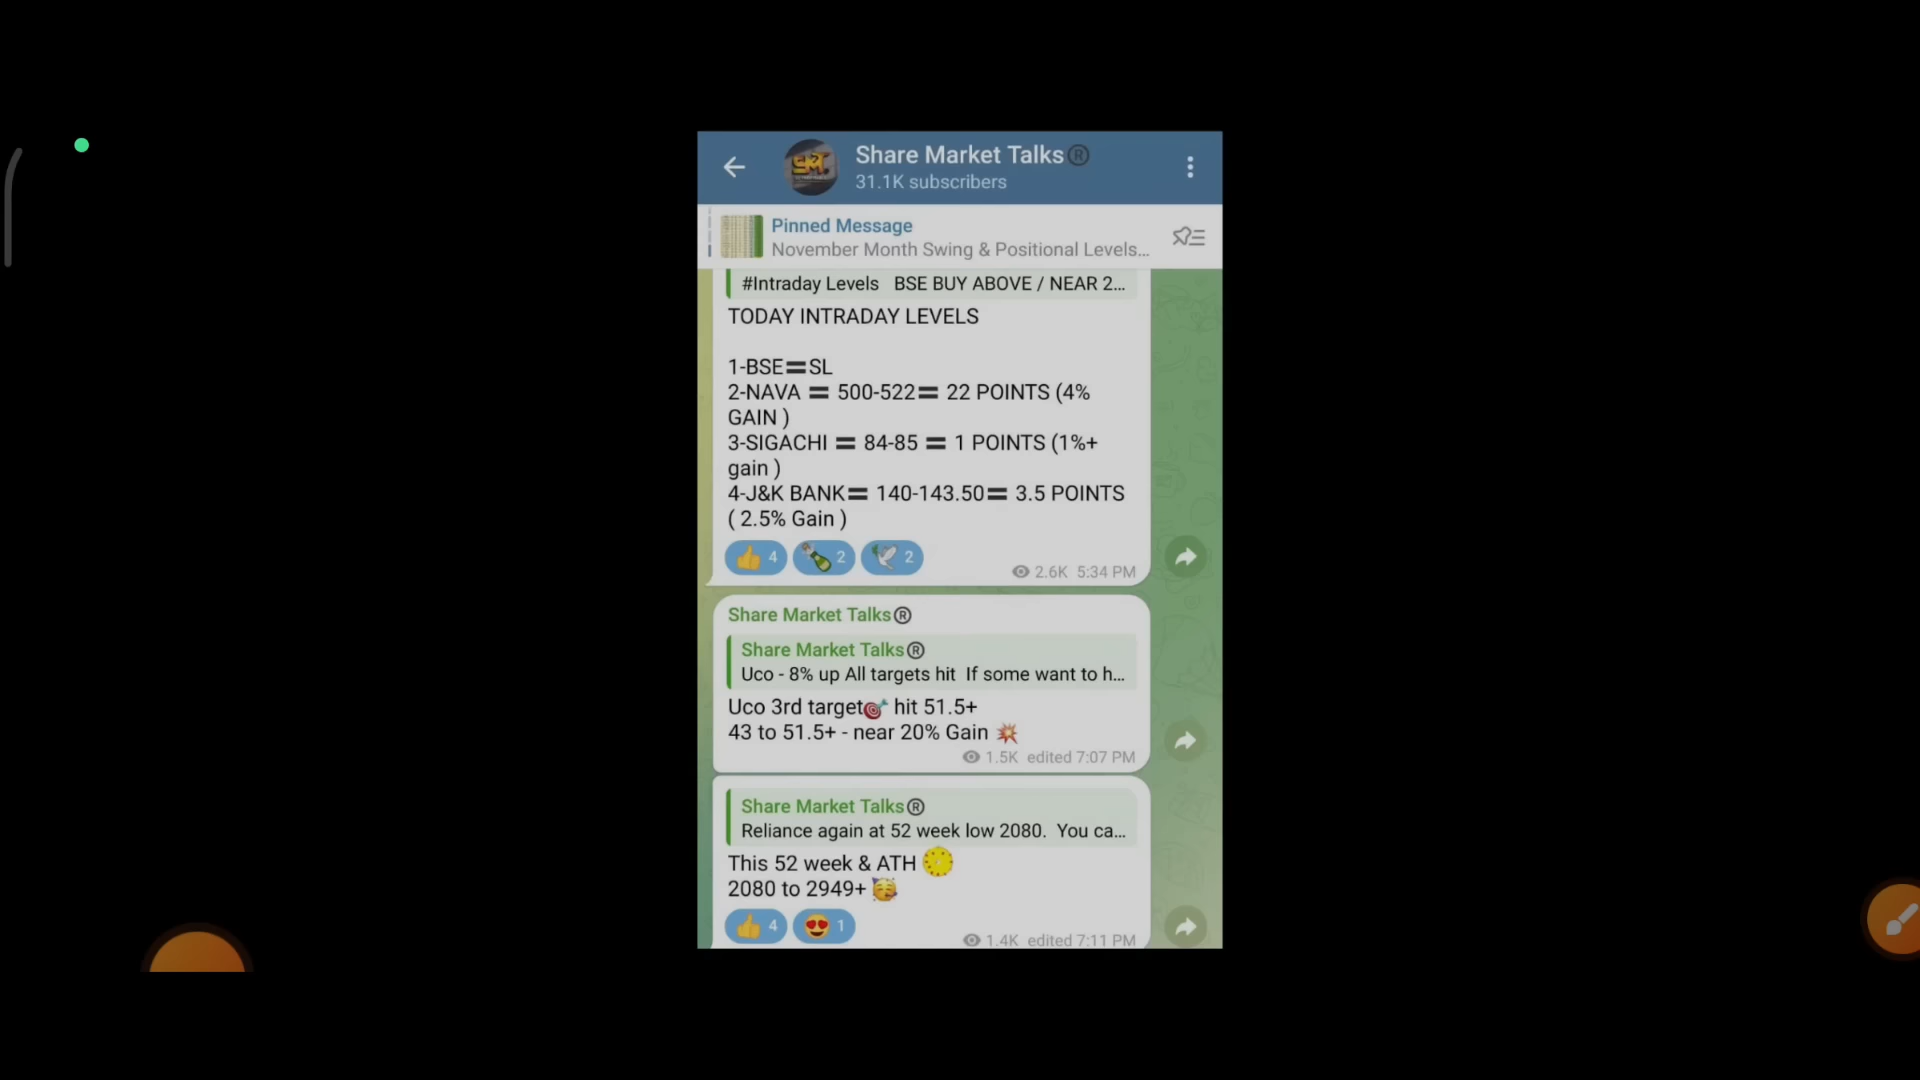 Share Market Talks®
31.1K subscribers
Pinned Message
November Month Swing & Positional Levels...
#Intraday Levels BSE BUY ABOVE / NEAR 2...
TODAY INTRADAY LEVELS
1-BSE=SL
2-NAVA = 500-522= 22 POINTS (4%
GAIN )
3-SIGACHI = 84-85 = 1 POINTS (1%+
gain )
4-J&K BANK= 140-143.50= 3.5 POINTS
( 2.5% Gain )
👍 4 🍾 2 🕊 2
2.6K 5:34 PM
Share Market Talks®
Share Market Talks®
Uco - 8% up All targets hit If some want to h...
Uco 3rd target🎯 hit 51.5+
43 to 51.5+ - near 20% Gain 💥
1.5K edited 7:07 PM
Share Market Talks®
Reliance again at 52 week low 2080. You ca...
This 52 week & ATH
2080 to 2949+ 🥳
👍 4 😍 1
1.4K edited 7:11 PM